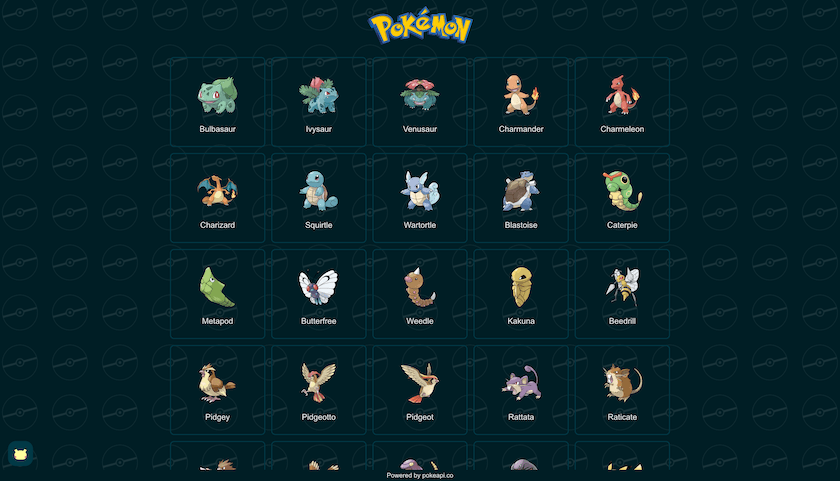 POKéMON
Bulbasaur
Ivysaur
Venusaur
Charmander
Charmeleon
Charizard
Squirtle
Wartortle
Blastoise
Caterpie
Metapod
Butterfree
Weedle
Kakuna
Beedrill
Pidgey
Pidgeotto
Pidgeot
Rattata
Raticate
Powered by pokeapi.co